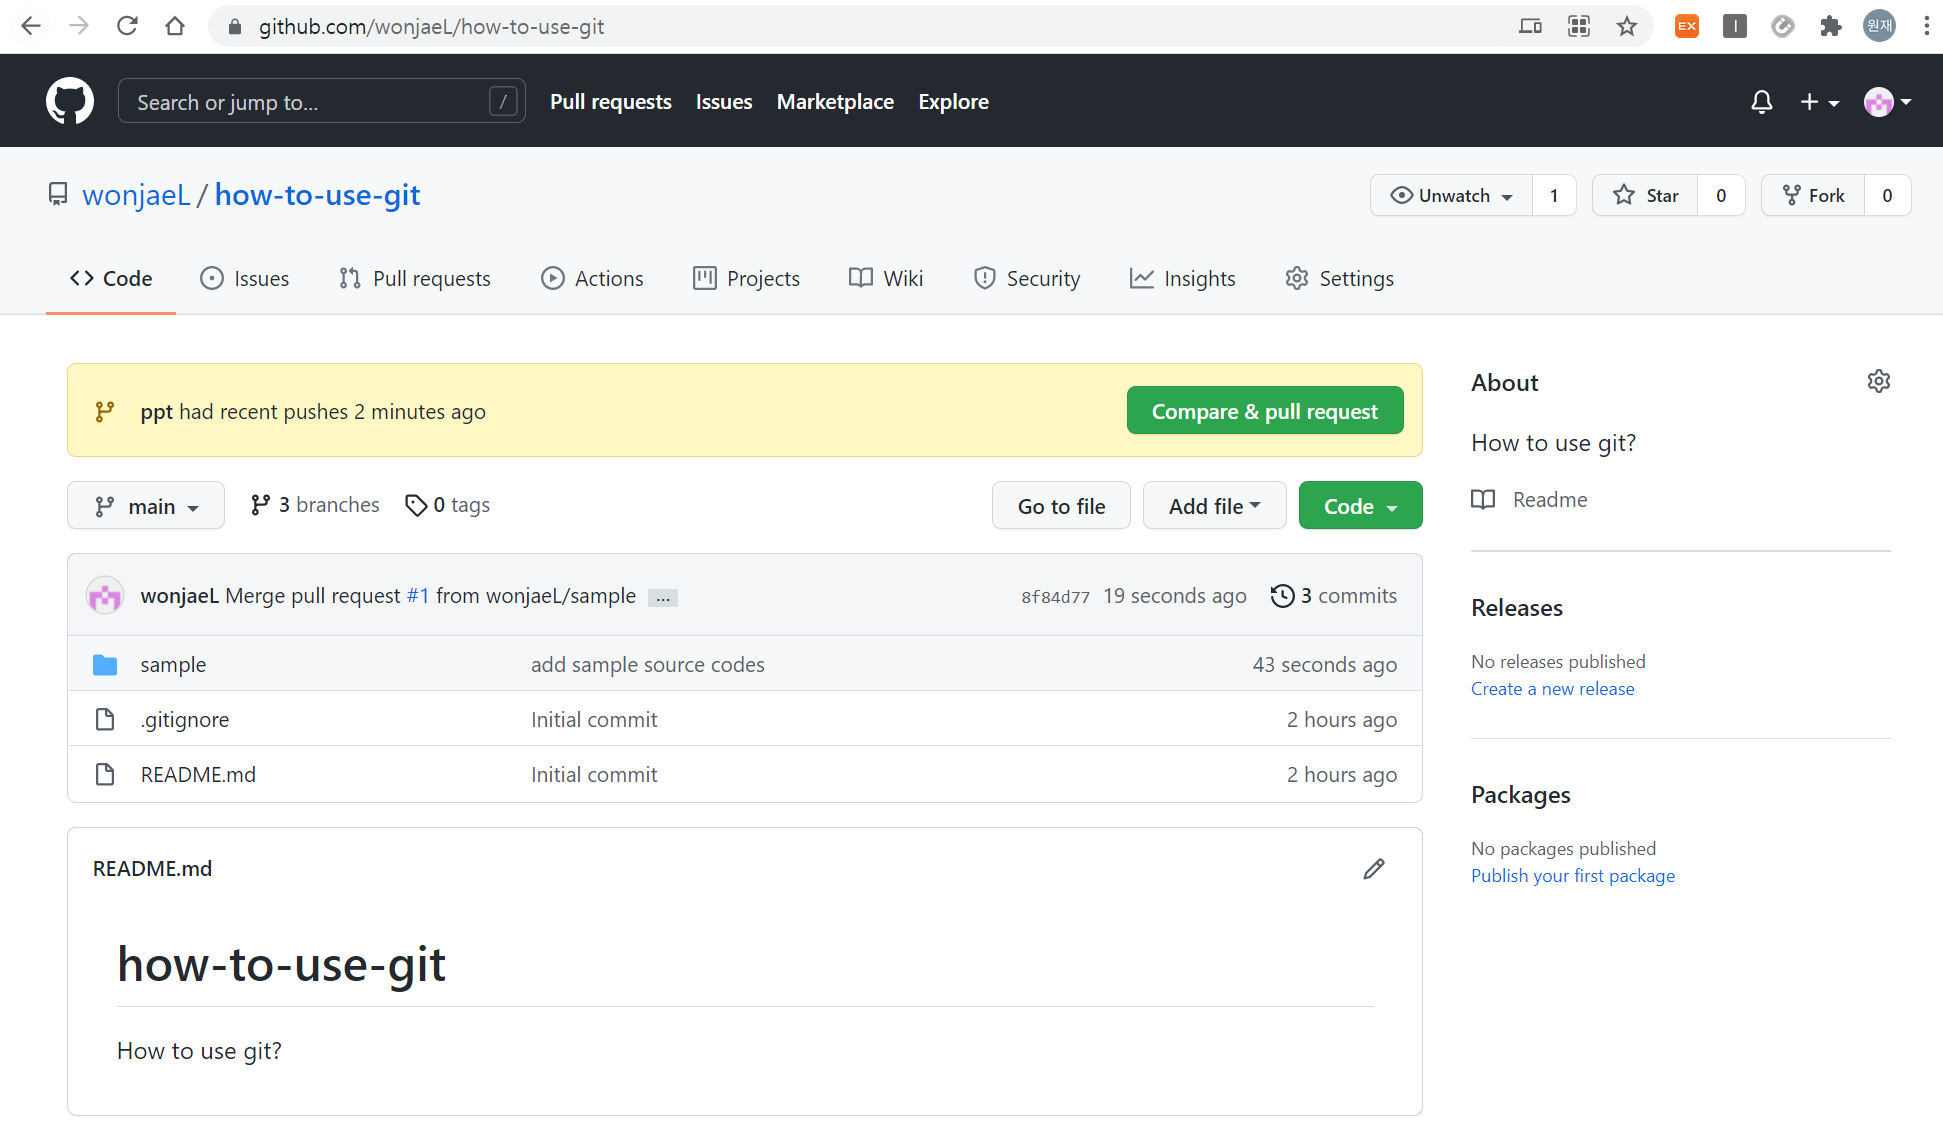 github.com/wonjaeL/how-to-use-git
EX
원재
Search or jump to...
/
Pull requests
Issues
Marketplace
Explore
wonjaeL / how-to-use-git
Unwatch
1
Star
0
Fork
0
Code
Issues
Pull requests
Actions
Projects
Wiki
Security
Insights
Settings
ppt had recent pushes 2 minutes ago
Compare & pull request
main
3 branches
0 tags
Go to file
Add file
Code
wonjaeL Merge pull request #1 from wonjaeL/sample
...
8f84d77
19 seconds ago
3 commits
sample
add sample source codes
43 seconds ago
.gitignore
Initial commit
2 hours ago
README.md
Initial commit
2 hours ago
README.md
how-to-use-git
How to use git?
About
How to use git?
Readme
Releases
No releases published
Create a new release
Packages
No packages published
Publish your first package